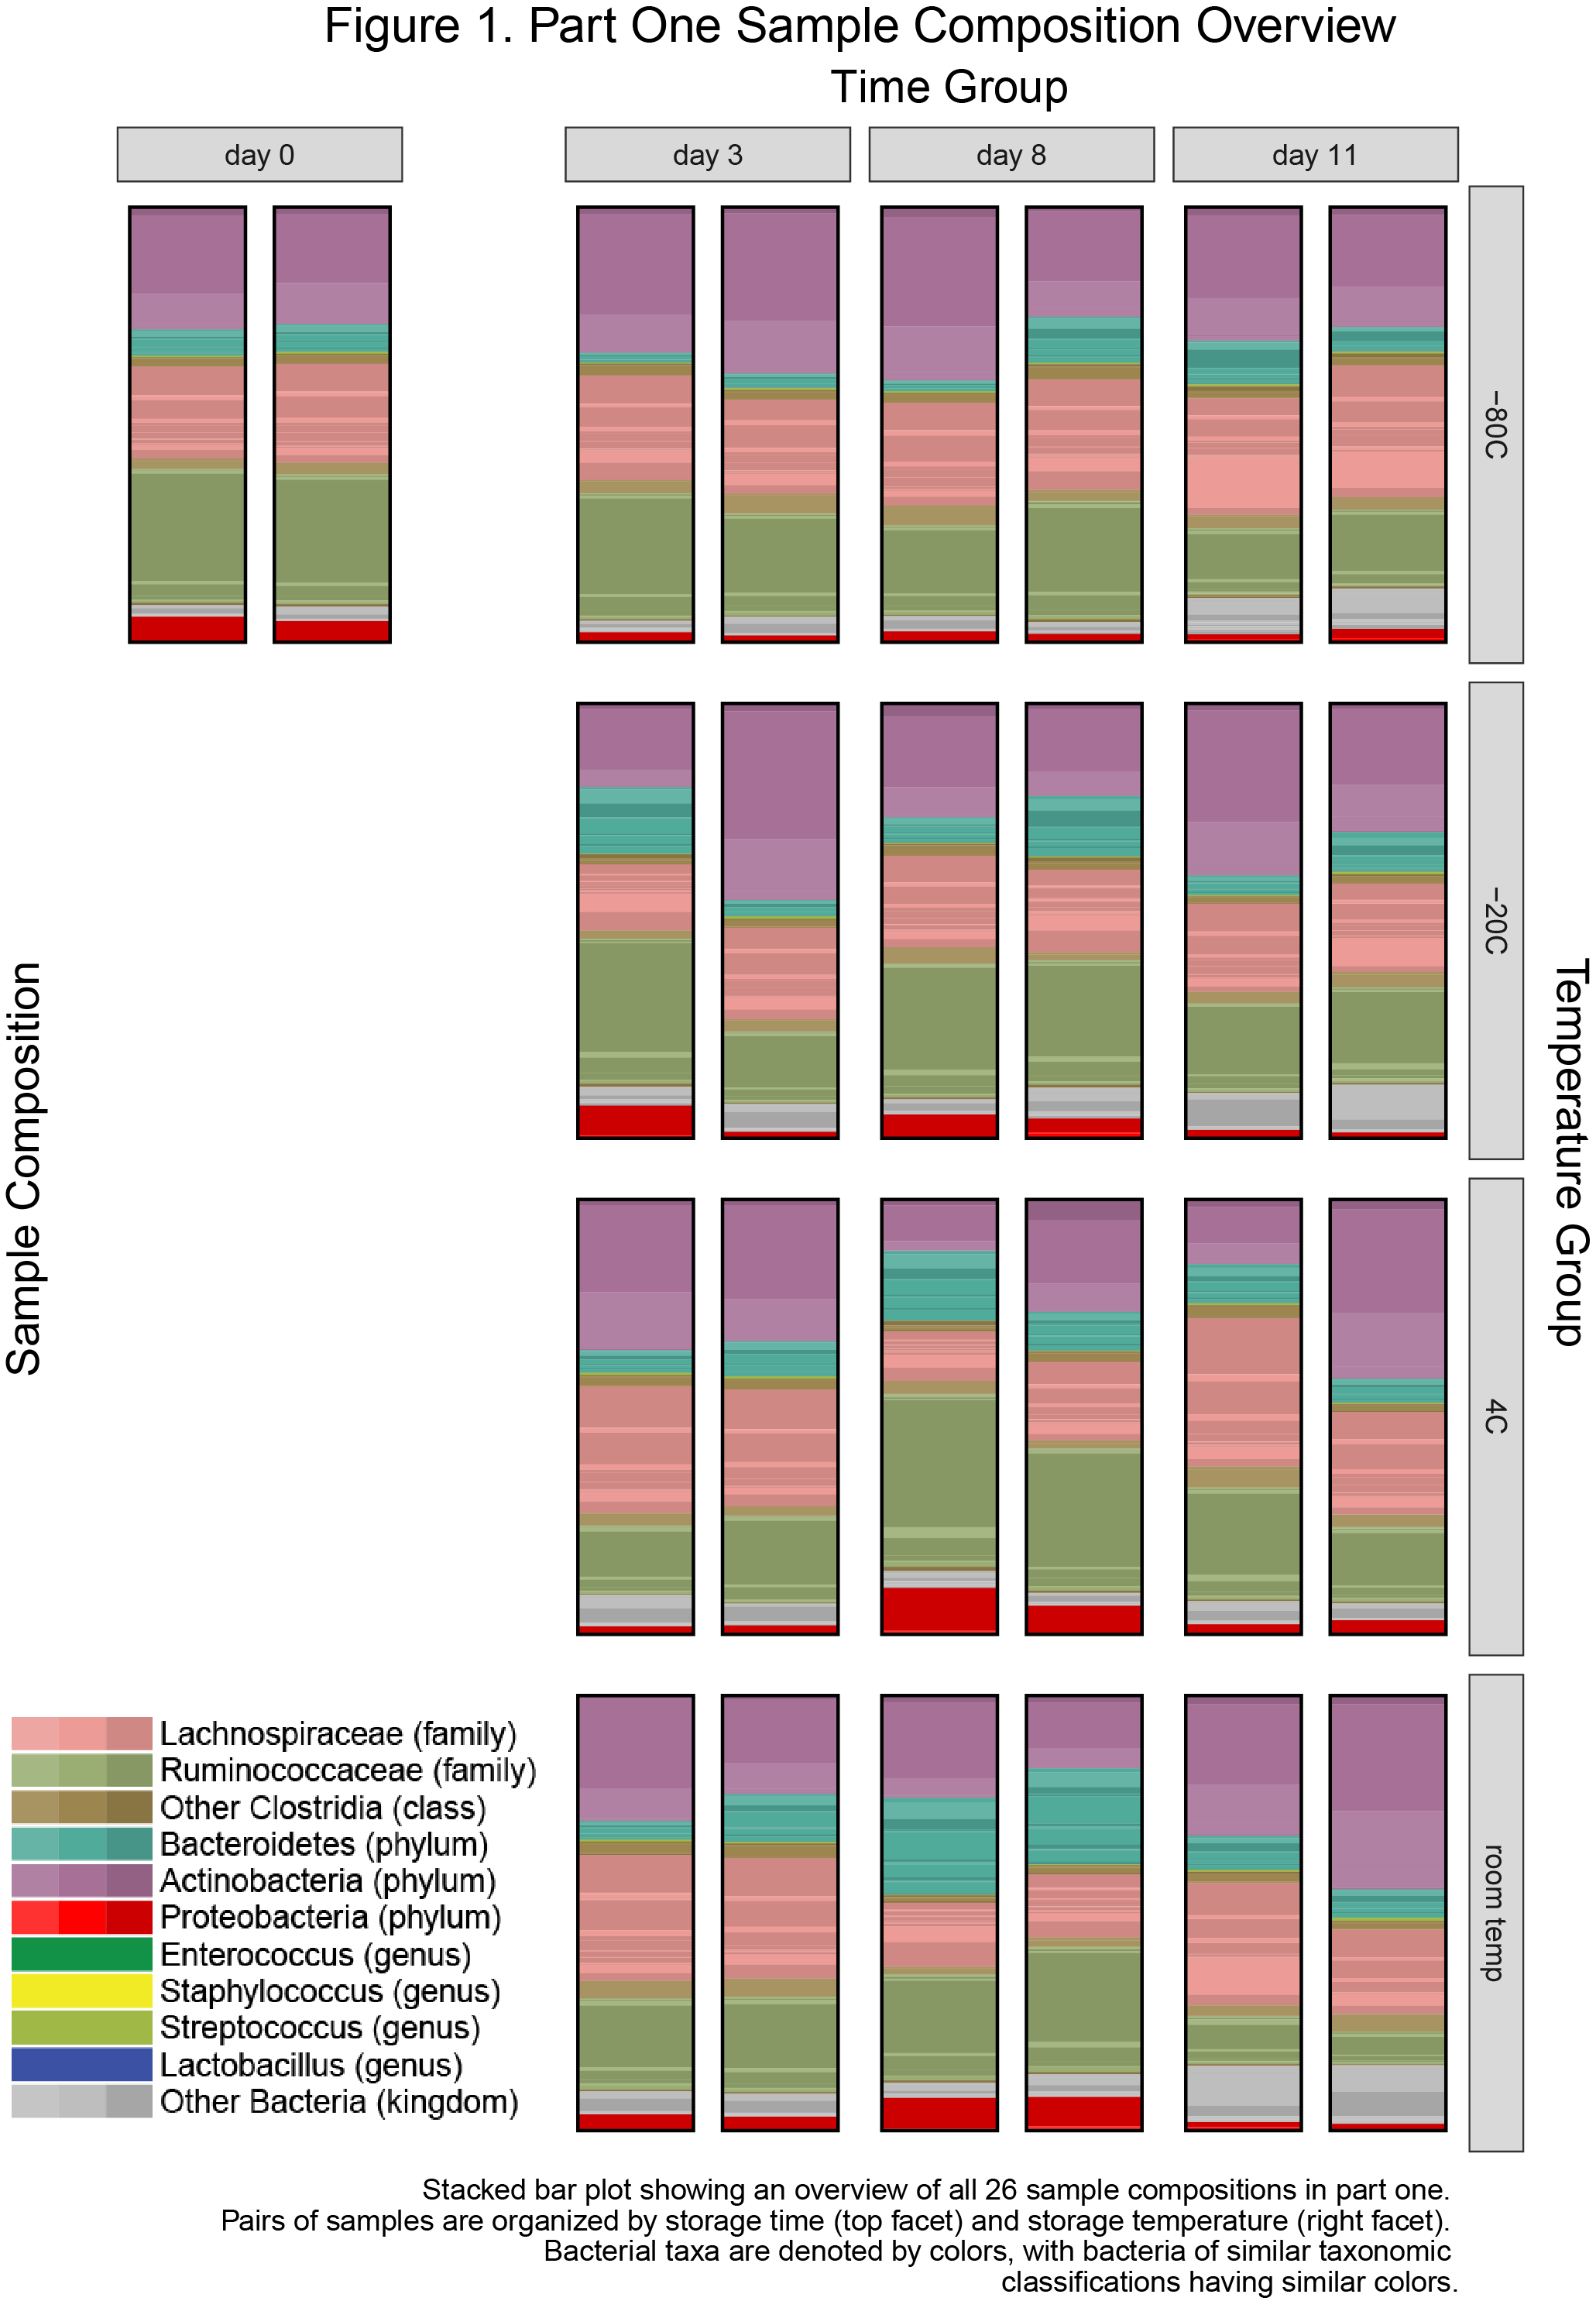 Figure 1. Part One Sample Composition Overview
Time Group
day 0
day 3
day 8
day 11
−80C
−20C
4C
room temp
Temperature Group
Sample Composition
Lachnospiraceae (family)
Ruminococcaceae (family)
Other Clostridia (class)
Bacteroidetes (phylum)
Actinobacteria (phylum)
Proteobacteria (phylum)
Enterococcus (genus)
Staphylococcus (genus)
Streptococcus (genus)
Lactobacillus (genus)
Other Bacteria (kingdom)
Stacked bar plot showing an overview of all 26 sample compositions in part one.
Pairs of samples are organized by storage time (top facet) and storage temperature (right facet).
Bacterial taxa are denoted by colors, with bacteria of similar taxonomic
classifications having similar colors.